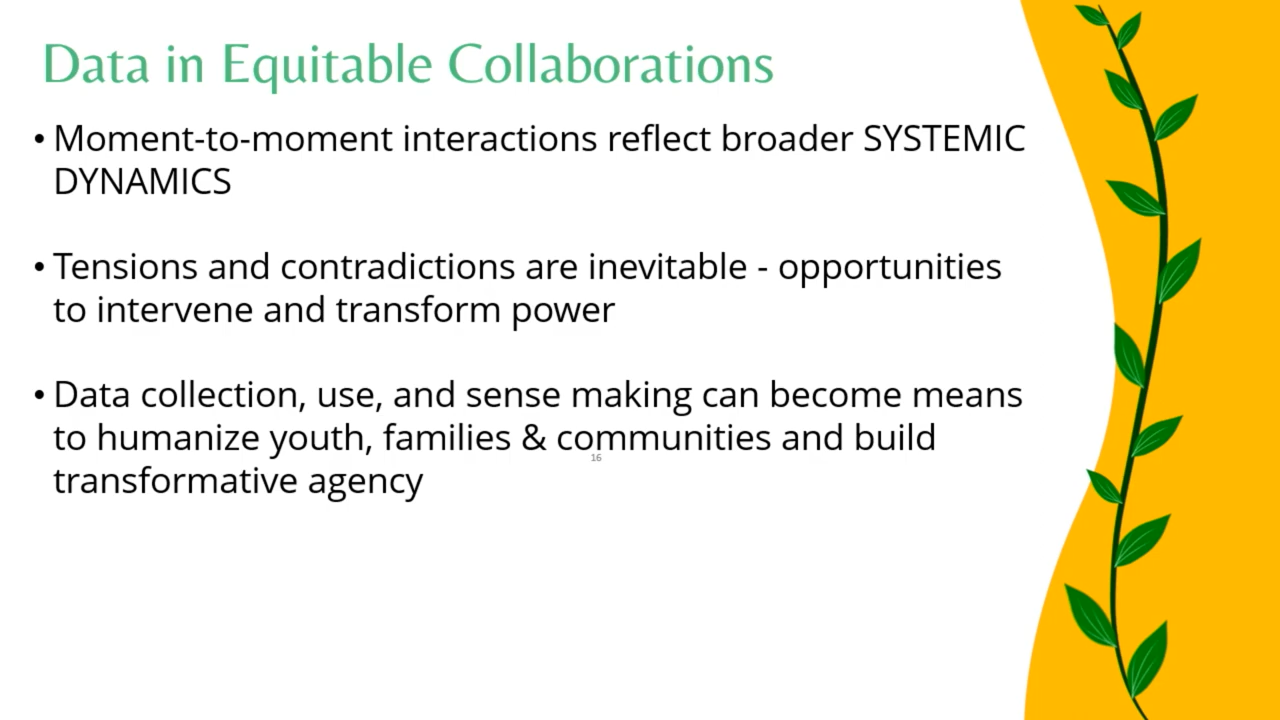 Data in Equitable Collaborations
• Moment-to-moment interactions reflect broader SYSTEMIC
DYNAMICS
• Tensions and contradictions are inevitable - opportunities
to intervene and transform power
• Data collection, use, and sense making can become means
to humanize youth, families & communities and build
16
transformative agency